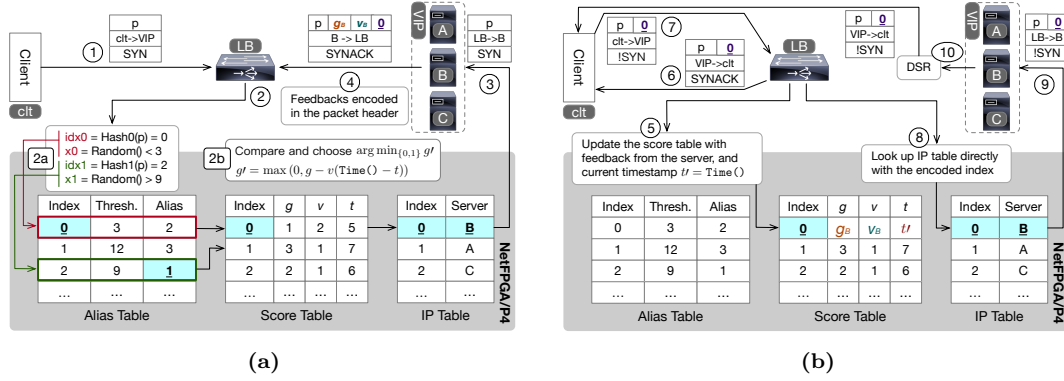 p
clt->VIP
SYN
1
Client
clt
LB
2
p g_B v_B 0
B -> LB
SYNACK
4
Feedbacks encoded
in the packet header
VIP
A
B
C
p
LB->B
SYN
3
idx0 = Hash0(p) = 0
x0 = Random() < 3
idx1 = Hash1(p) = 2
x1 = Random() > 9
2a
2b
Compare and choose arg min_{0,1} g′
g′ = max (0, g − v(Time() − t))
Index Thresh. Alias
0 3 2
1 12 3
2 9 1
... ... ...
Alias Table
Index g v t
0 1 2 5
1 3 1 7
2 2 1 6
... ... ... ...
Score Table
Index Server
0 B
1 A
2 C
... ...
IP Table
NetFPGA/P4
(a)
Client
clt
p 0
clt->VIP
!SYN
7
p 0
VIP->clt
SYNACK
6
LB
p 0
VIP->clt
!SYN
DSR
10
VIP
A
B
C
p 0
LB->B
!SYN
9
5
Update the score table with
feedback from the server, and
current timestamp t′ = Time()
8
Look up IP table directly
with the encoded index
Index Thresh. Alias
0 3 2
1 12 3
2 9 1
... ... ...
Alias Table
Index g v t
0 g_B v_B t′
1 3 1 7
2 2 1 6
... ... ... ...
Score Table
Index Server
0 B
1 A
2 C
... ...
IP Table
NetFPGA/P4
(b)